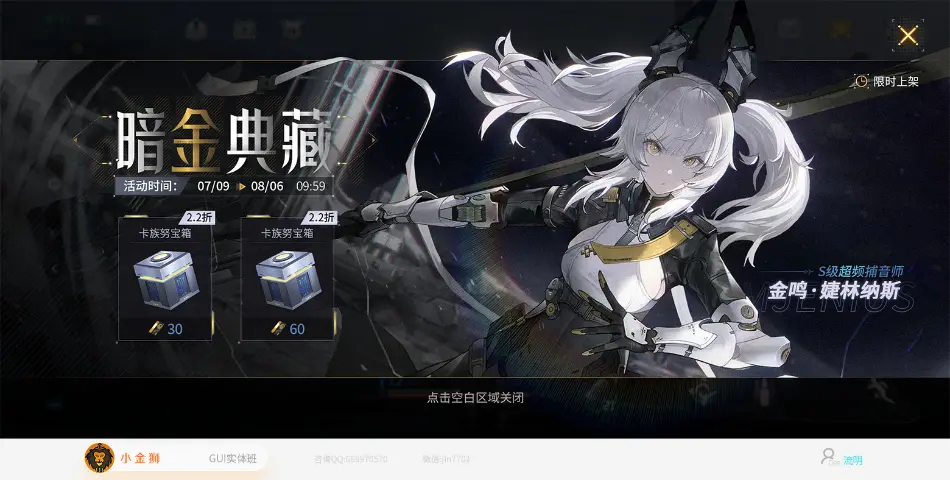 限时上架
暗金典藏
活动时间： 07/09 ▶ 08/06 09:59
2.2折
卡族努宝箱
30
2.2折
卡族努宝箱
60
S级超频捕音师
金鸣·婕林纳斯
点击空白区域关闭
小金狮
GUI实体班
流阴